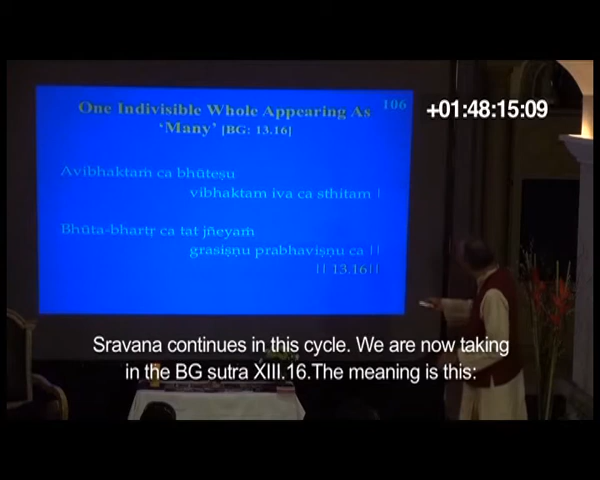 One Indivisible Whole Appearing As
106
'Many' [BG: 13.16]
+01:48:15:09
Avibhaktaṁ ca bhūteṣu
vibhaktam iva ca sthitam |
Bhūta-bhartṛ ca tat jñeyaṁ
grasiṣṇu prabhaviṣṇu ca ||
|| 13.16||
Sravana continues in this cycle. We are now taking
in the BG sutra XIII.16.The meaning is this: